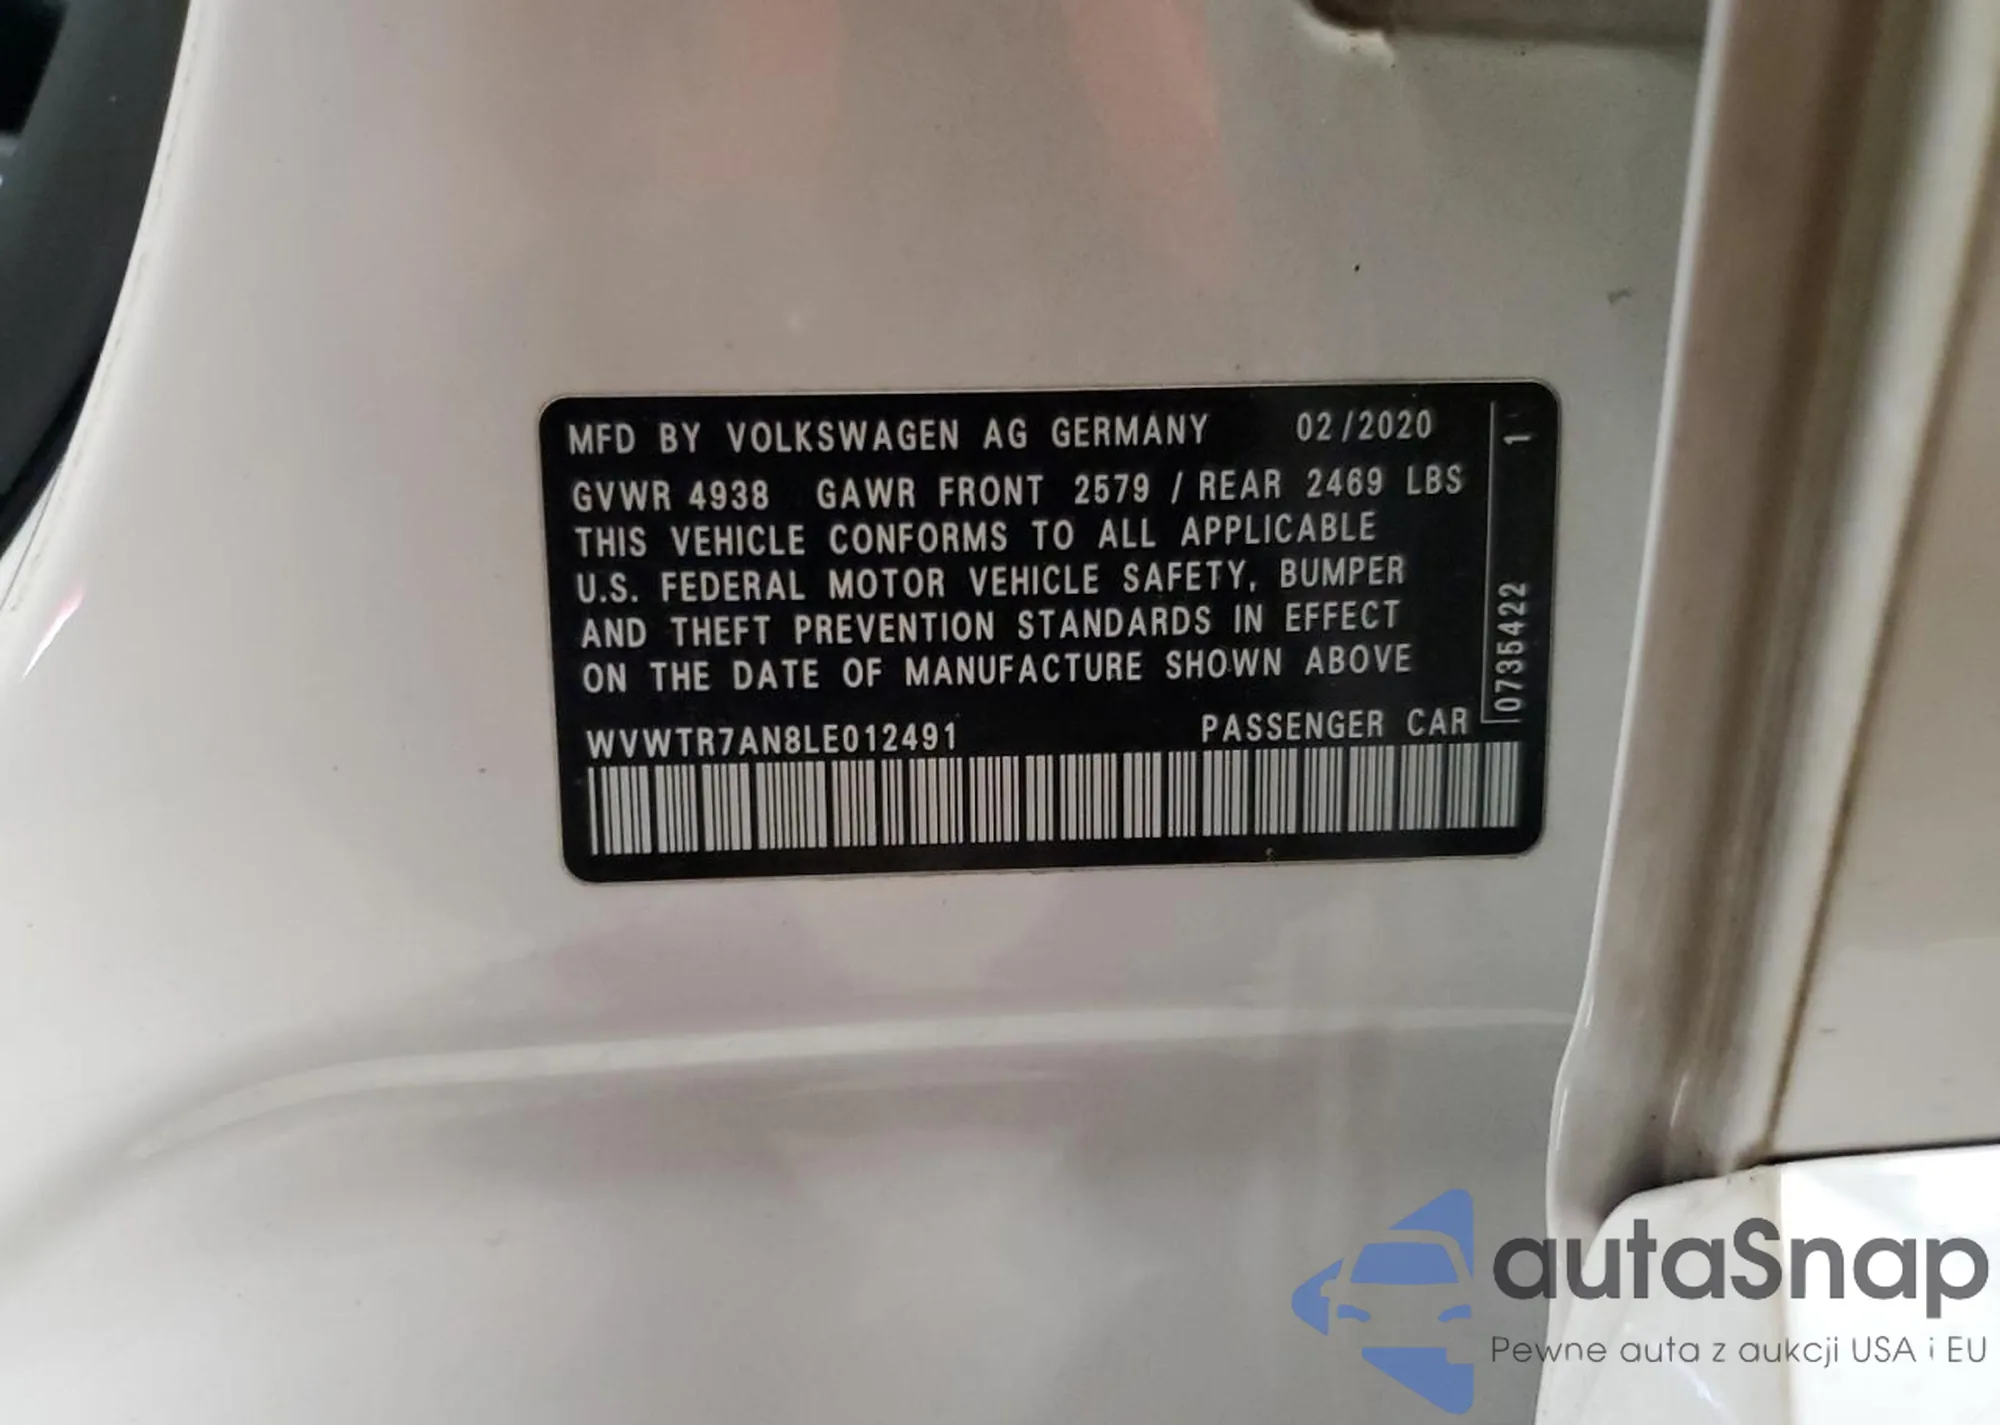 MFD BY VOLKSWAGEN AG GERMANY 02/2020
GVWR 4938 GAWR FRONT 2579 / REAR 2469 LBS
THIS VEHICLE CONFORMS TO ALL APPLICABLE
U.S. FEDERAL MOTOR VEHICLE SAFETY, BUMPER
AND THEFT PREVENTION STANDARDS IN EFFECT
ON THE DATE OF MANUFACTURE SHOWN ABOVE
WVWTR7AN8LE012491 PASSENGER CAR
0735422 1
autaSnap
Pewne auta z aukcji USA i EU